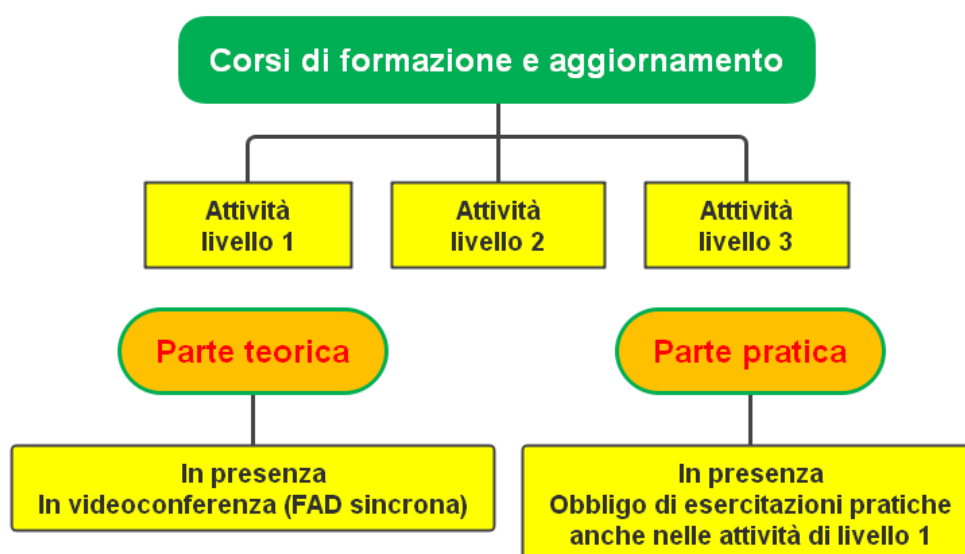 Corsi di formazione e aggiornamento
Attività
livello 1
Attività
livello 2
Atttività
livello 3
Parte teorica
Parte pratica
In presenza
In videoconferenza (FAD sincrona)
In presenza
Obbligo di esercitazioni pratiche
anche nelle attività di livello 1